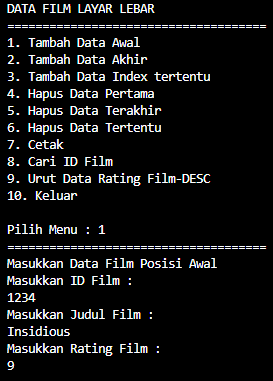 DATA FILM LAYAR LEBAR
=====================================
1. Tambah Data Awal
2. Tambah Data Akhir
3. Tambah Data Index tertentu
4. Hapus Data Pertama
5. Hapus Data Terakhir
6. Hapus Data Tertentu
7. Cetak
8. Cari ID Film
9. Urut Data Rating Film-DESC
10. Keluar
Pilih Menu : 1
=====================================
Masukkan Data Film Posisi Awal
Masukkan ID Film :
1234
Masukkan Judul Film :
Insidious
Masukkan Rating Film :
9